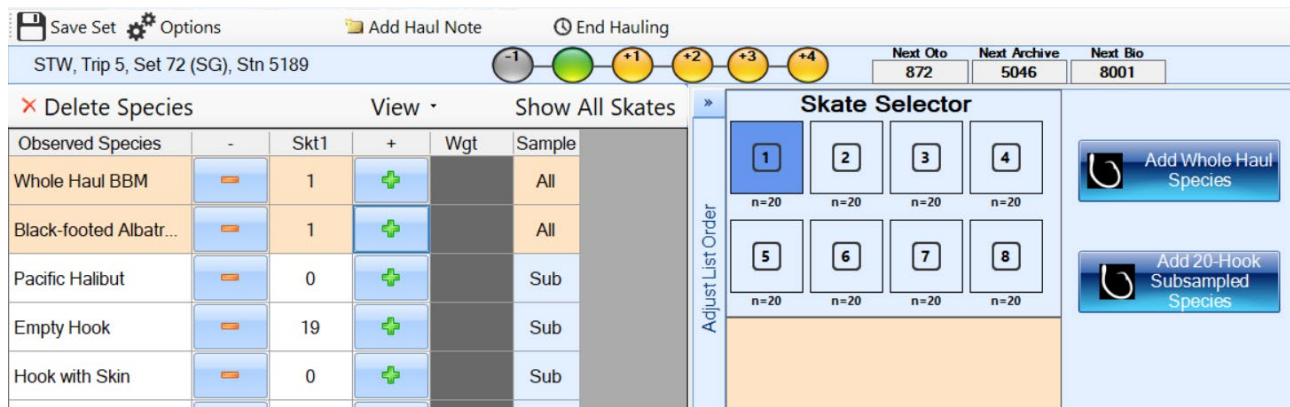 Save Set Options Add Haul Note End Hauling
STW, Trip 5, Set 72 (SG), Stn 5189
-1 +1 +2 +3 +4
Next Oto Next Archive Next Bio
872 5046 8001
Delete Species View Show All Skates
Observed Species - Skt1 + Wgt Sample
Whole Haul BBM 1 All
Black-footed Albatr... 1 All
Pacific Halibut 0 Sub
Empty Hook 19 Sub
Hook with Skin 0 Sub
»
Adjust List Order
Skate Selector
1 2 3 4
n=20 n=20 n=20 n=20
5 6 7 8
n=20 n=20 n=20 n=20
Add Whole Haul
Species
Add 20-Hook
Subsampled
Species